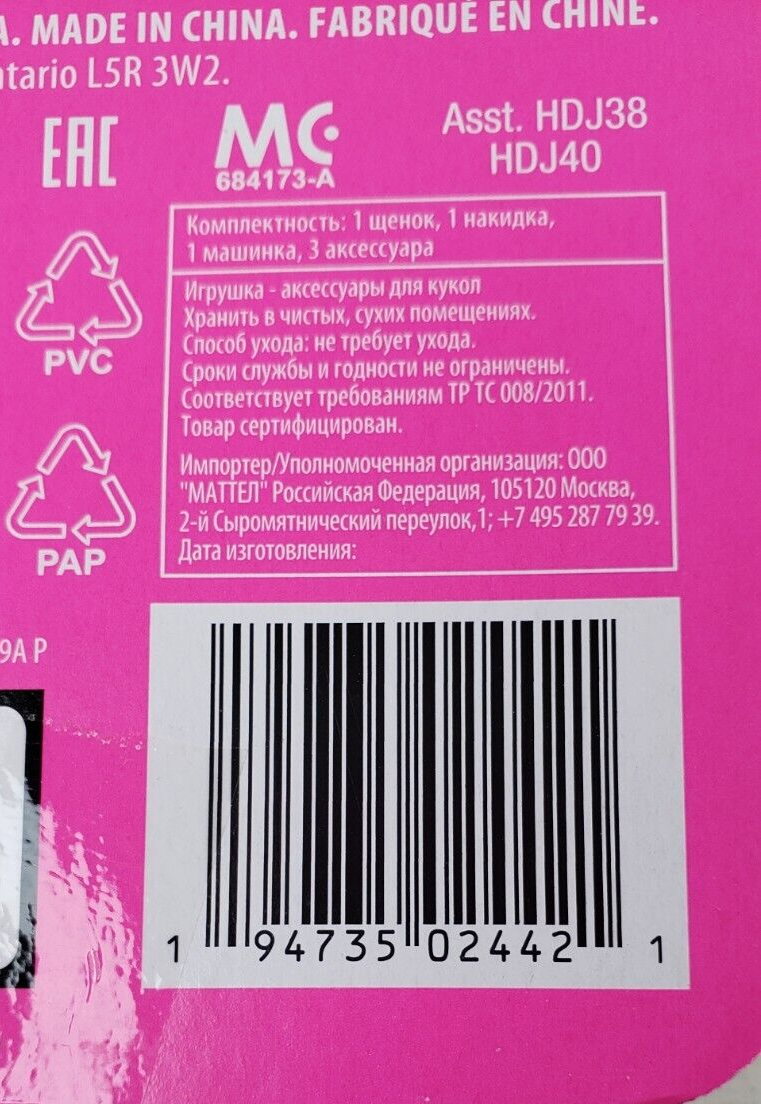 A. MADE IN CHINA. FABRIQUÉ EN CHINE.
ntario L5R 3W2.
EAC
MC
684173-A
Asst. HDJ38
HDJ40
Комплектность: 1 щенок, 1 накидка,
1 машинка, 3 аксессуара
Игрушка - аксессуары для кукол
Хранить в чистых, сухих помещениях.
Способ ухода: не требует ухода.
Сроки службы и годности не ограничены.
Соответствует требованиям ТР ТС 008/2011.
Товар сертифицирован.
Импортер/Уполномоченная организация: ООО
"МАТТЕЛ" Российская Федерация, 105120 Москва,
2-й Сыромятнический переулок,1; +7 495 287 79 39.
Дата изготовления:
PVC
PAP
9A P
1 94735 02442 1